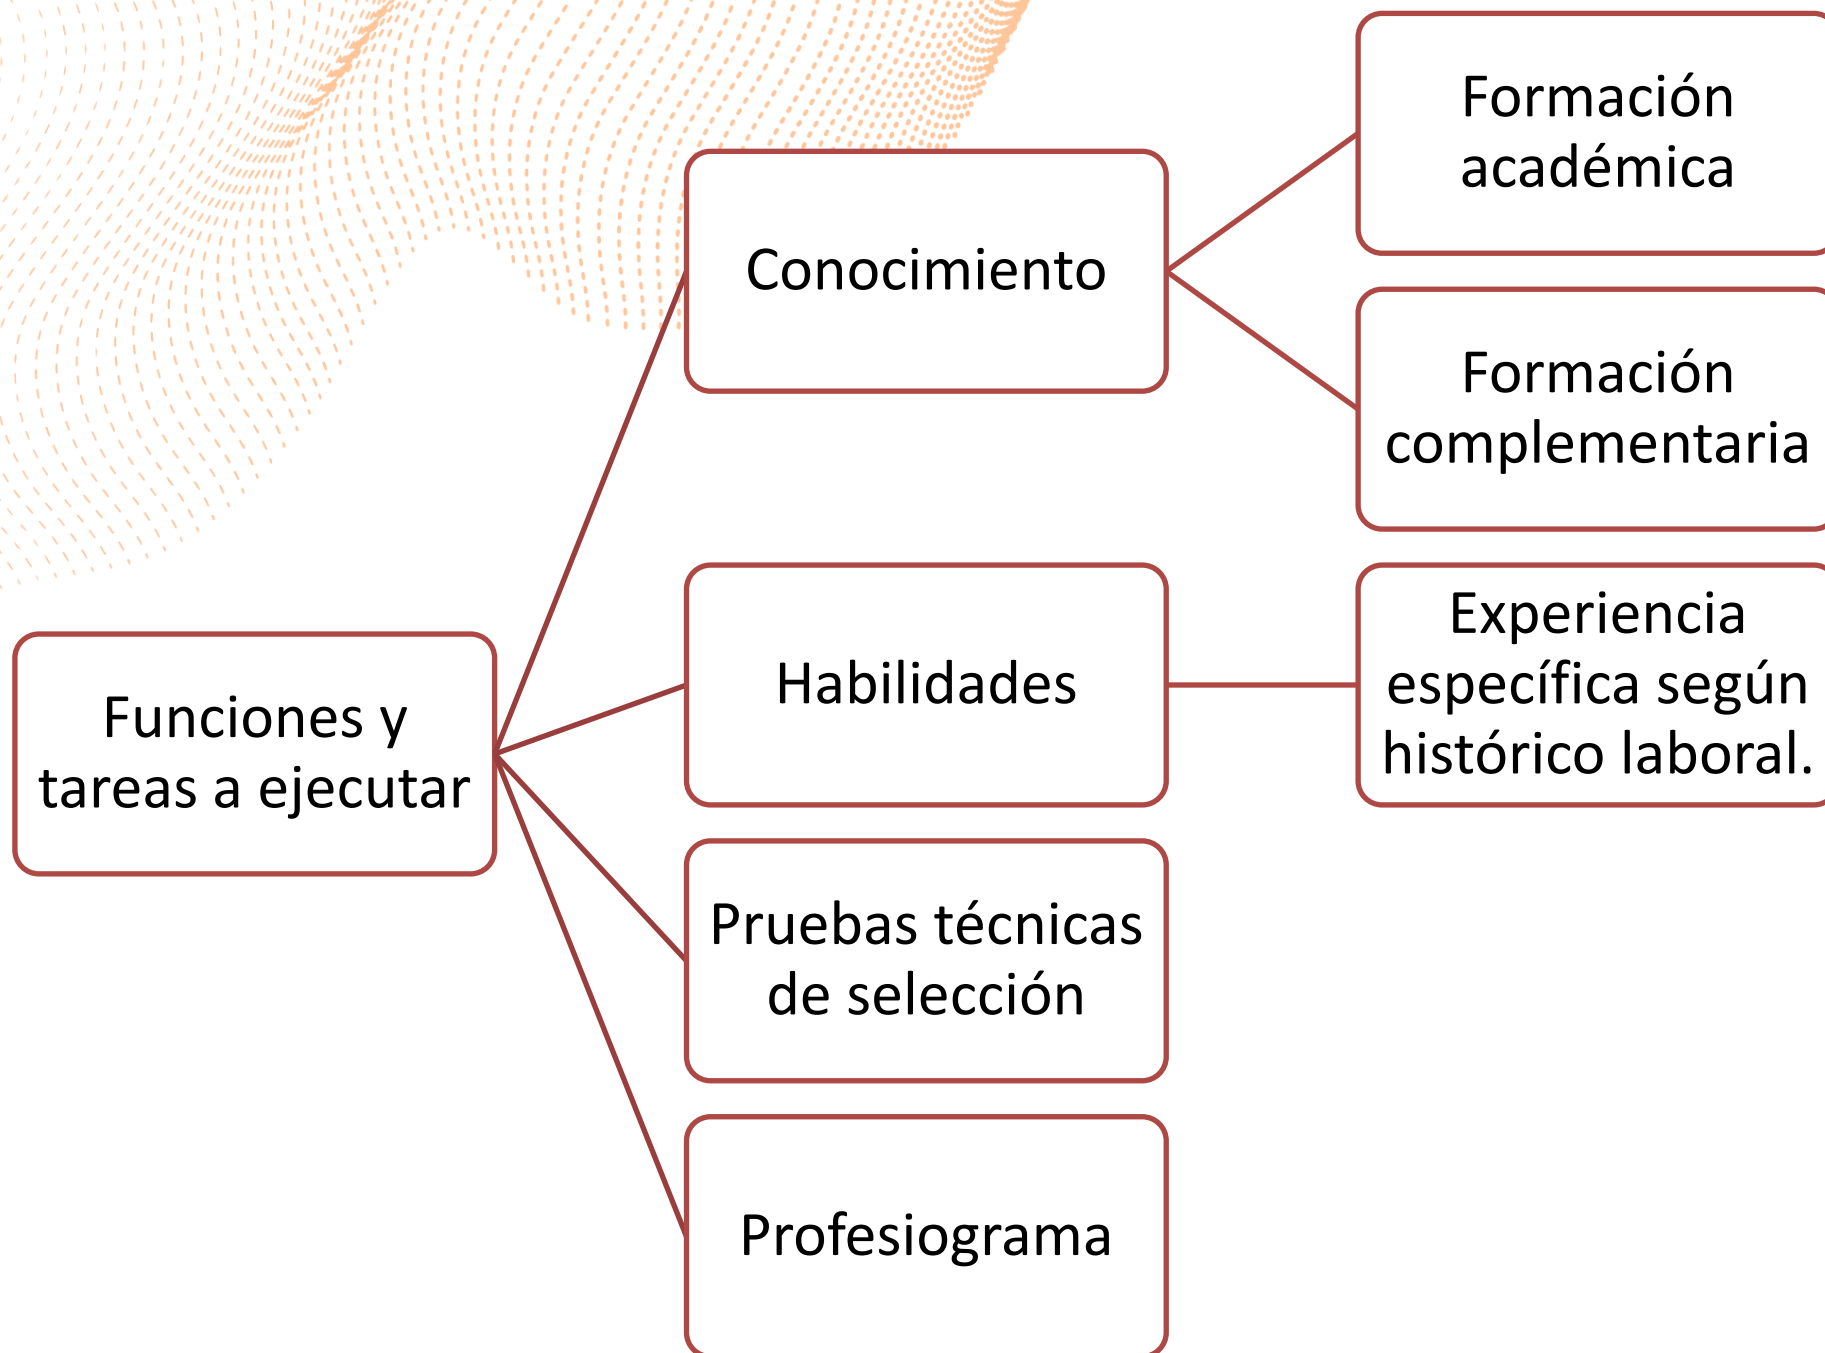 Funciones y
tareas a ejecutar
Conocimiento
Formación
académica
Formación
complementaria
Habilidades
Experiencia
específica según
histórico laboral.
Pruebas técnicas
de selección
Profesiograma